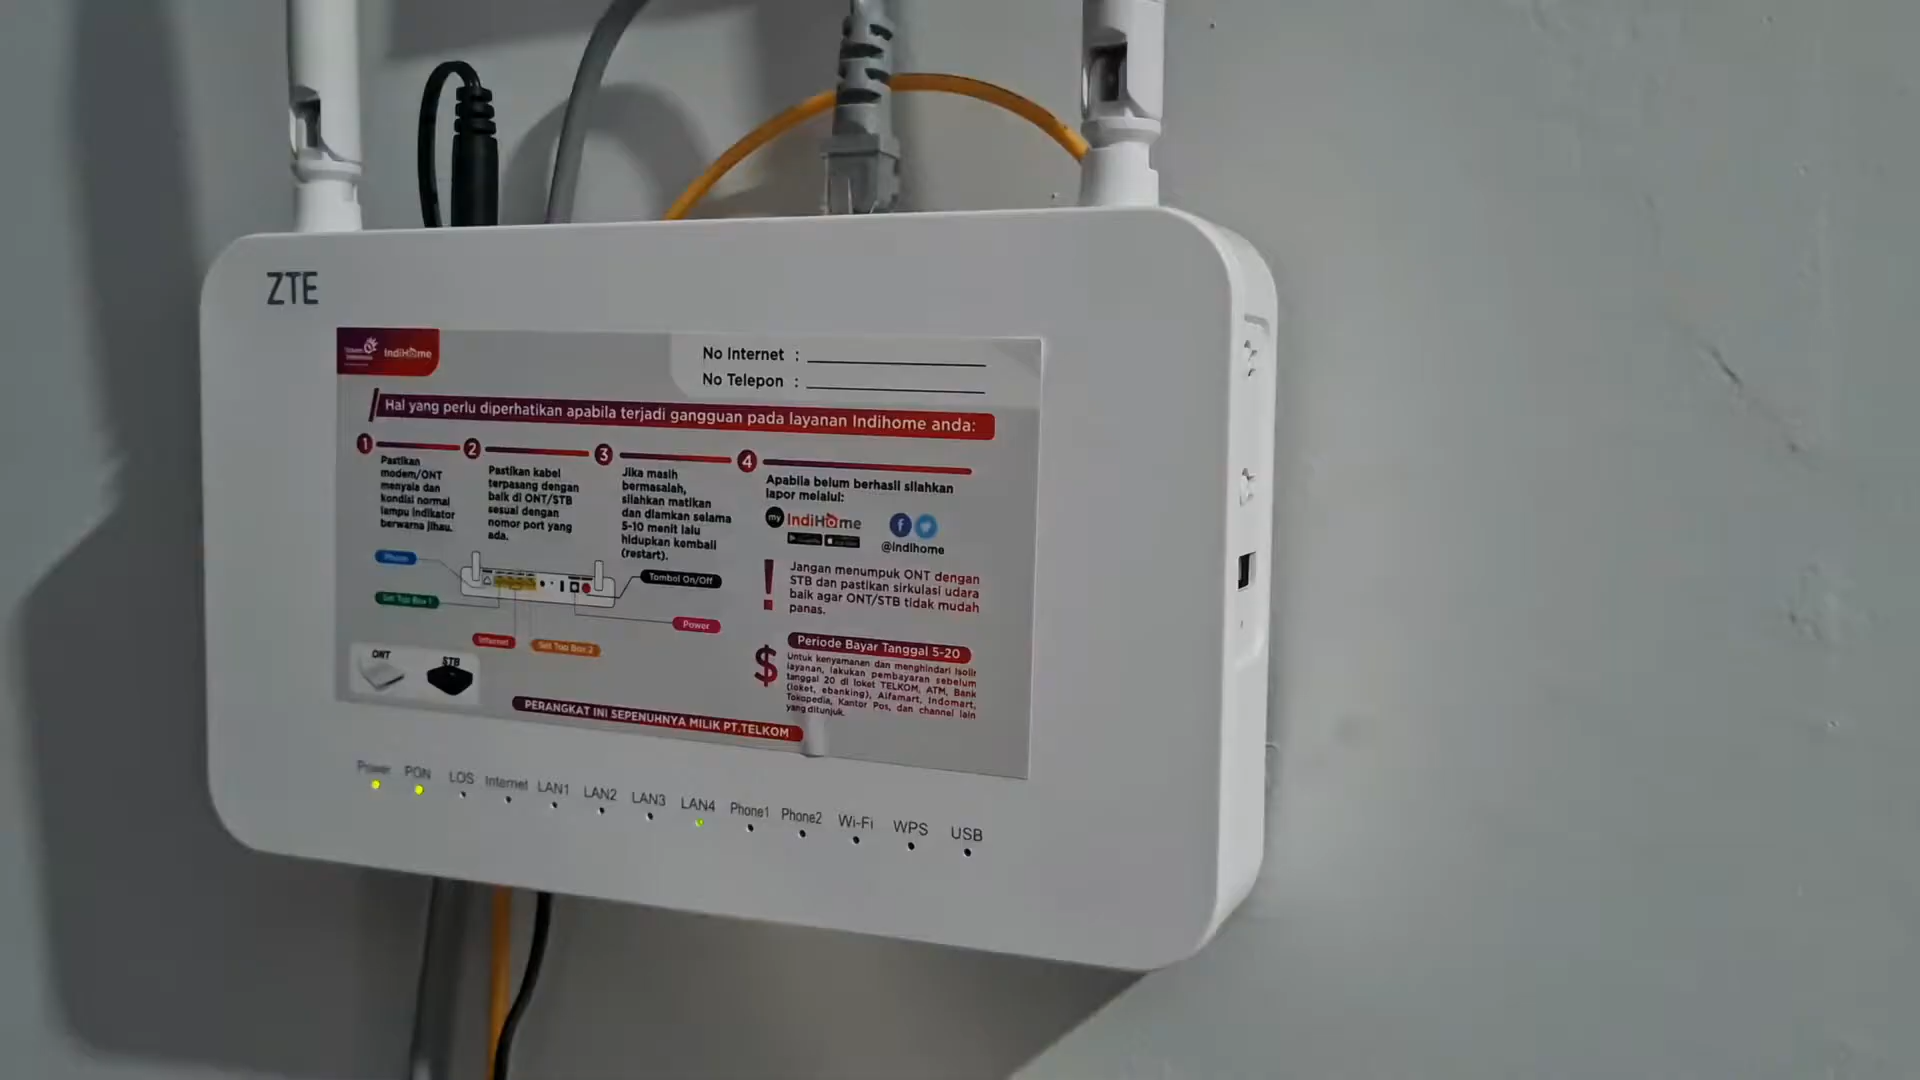 ZTE
IndiHome
No Internet :
No Telepon :
Hal yang perlu diperhatikan apabila terjadi gangguan pada layanan Indihome anda:
1
Pastikan
modem/ONT
menyala dan
kondisi normal
lampu indikator
berwarna jihau.
2
Pastikan kabel
terpasang dengan
baik di ONT/STB
sesuai dengan
nomor port yang
ada.
3
Jika masih
bermasalah,
silahkan matikan
dan diamkan selama
5-10 menit lalu
hidupkan kembali
(restart).
4
Apabila belum berhasil silahkan
lapor melalui:
my IndiHome
@indihome
Phone
Set Top Box 1
Internet
Set Top Box 2
Tombol On/Off
Power
! Jangan menumpuk ONT dengan
STB dan pastikan sirkulasi udara
baik agar ONT/STB tidak mudah
panas.
$ Periode Bayar Tanggal 5-20
Untuk kenyamanan dan menghindari isolir
layanan, lakukan pembayaran sebelum
tanggal 20 di loket TELKOM, ATM, Bank
(loket, ebanking), Alfamart, Indomart,
Tokopedia, Kantor Pos, dan channel lain
yang ditunjuk.
ONT
STB
PERANGKAT INI SEPENUHNYA MILIK PT.TELKOM
Power PON LOS Internet LAN1 LAN2 LAN3 LAN4 Phone1 Phone2 Wi-Fi WPS USB